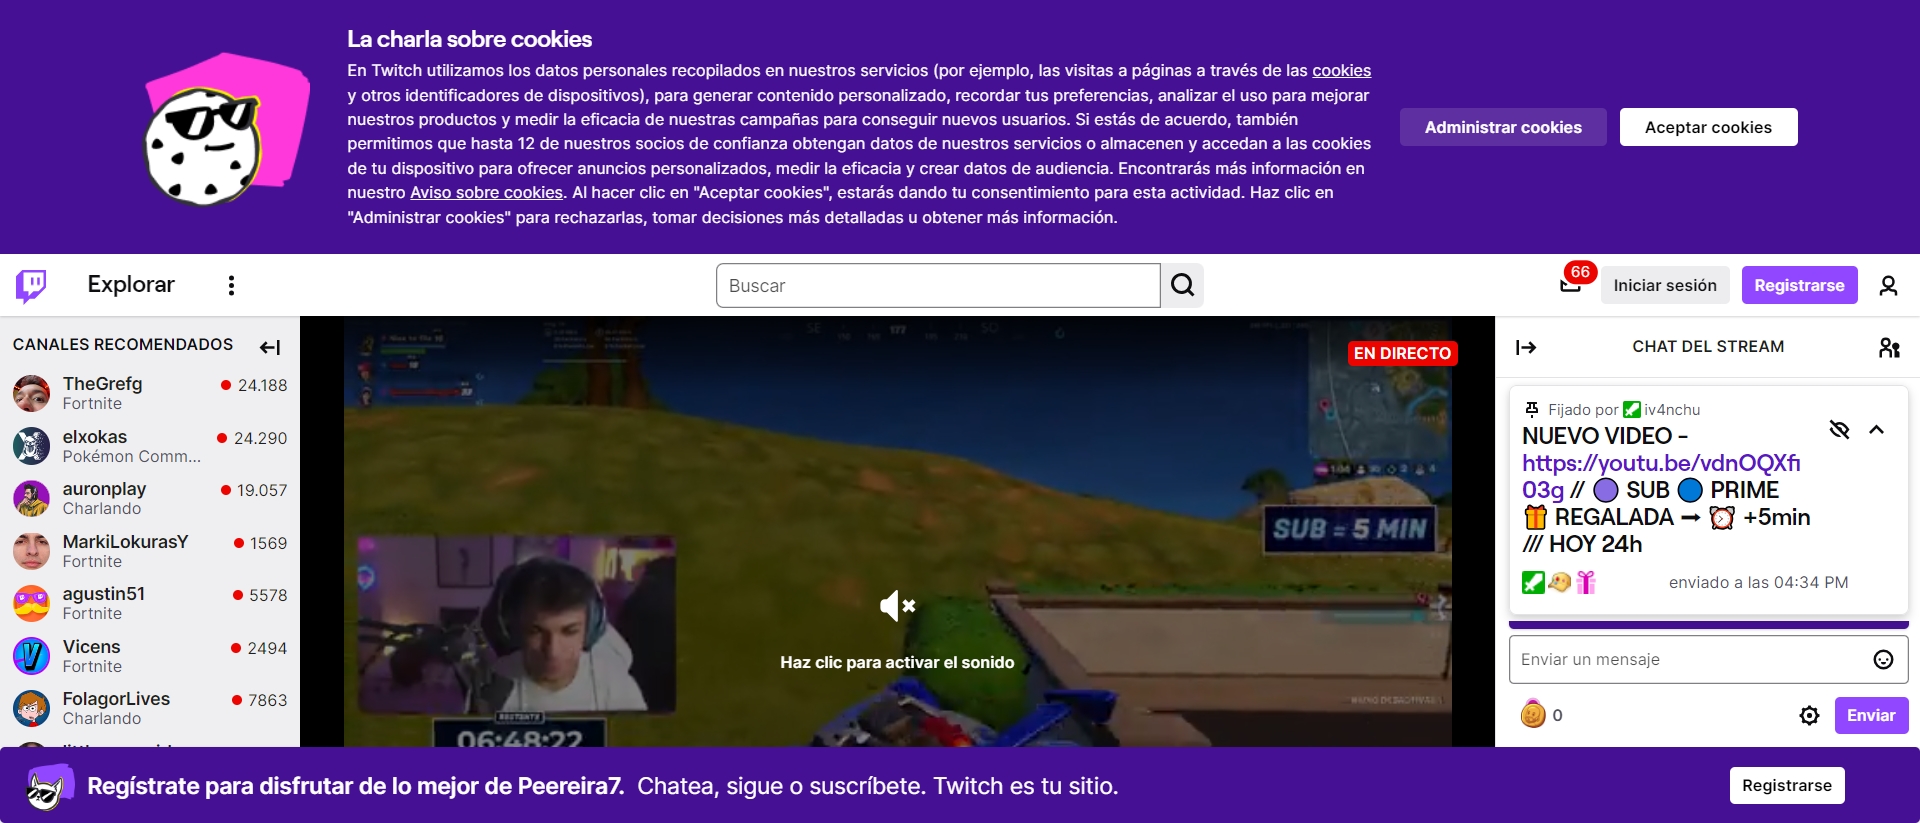 La charla sobre cookies
En Twitch utilizamos los datos personales recopilados en nuestros servicios (por ejemplo, las visitas a páginas a través de las cookies
y otros identificadores de dispositivos), para generar contenido personalizado, recordar tus preferencias, analizar el uso para mejorar
nuestros productos y medir la eficacia de nuestras campañas para conseguir nuevos usuarios. Si estás de acuerdo, también
permitimos que hasta 12 de nuestros socios de confianza obtengan datos de nuestros servicios o almacenen y accedan a las cookies
de tu dispositivo para ofrecer anuncios personalizados, medir la eficacia y crear datos de audiencia. Encontrarás más información en
nuestro Aviso sobre cookies. Al hacer clic en "Aceptar cookies", estarás dando tu consentimiento para esta actividad. Haz clic en
"Administrar cookies" para rechazarlas, tomar decisiones más detalladas u obtener más información.
Administrar cookies
Aceptar cookies
Explorar
Buscar
66
Iniciar sesión
Registrarse
CANALES RECOMENDADOS
TheGrefg 24.188
Fortnite
elxokas 24.290
Pokémon Comm...
auronplay 19.057
Charlando
MarkiLokurasY 1569
Fortnite
agustin51 5578
Fortnite
Vicens 2494
Fortnite
FolagorLives 7863
Charlando
SE 177 SO
EN DIRECTO
SUB = 5 MIN
Haz clic para activar el sonido
06:48:22
CHAT DEL STREAM
Fijado por iv4nchu
NUEVO VIDEO -
https://youtu.be/vdnOQXfi
03g // 🟣 SUB 🔵 PRIME
🎁 REGALADA ➞ ⏰ +5min
/// HOY 24h
enviado a las 04:34 PM
Enviar un mensaje
0
Enviar
Regístrate para disfrutar de lo mejor de Peereira7. Chatea, sigue o suscríbete. Twitch es tu sitio.
Registrarse